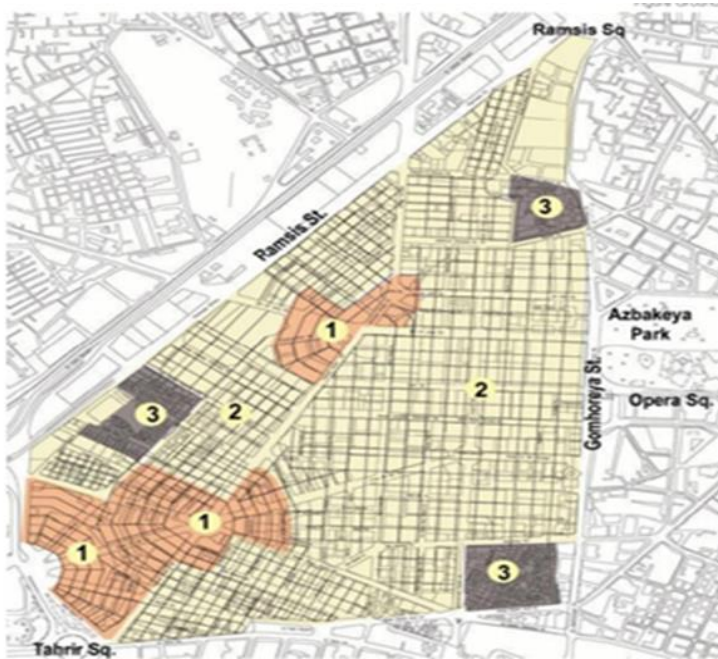 Ramsis Sq
3
Ramsis St.
1
Azbakeya
Park
2
Gomhoreya St.
Opera Sq.
3
2
1
1
3
Tahrir Sq.